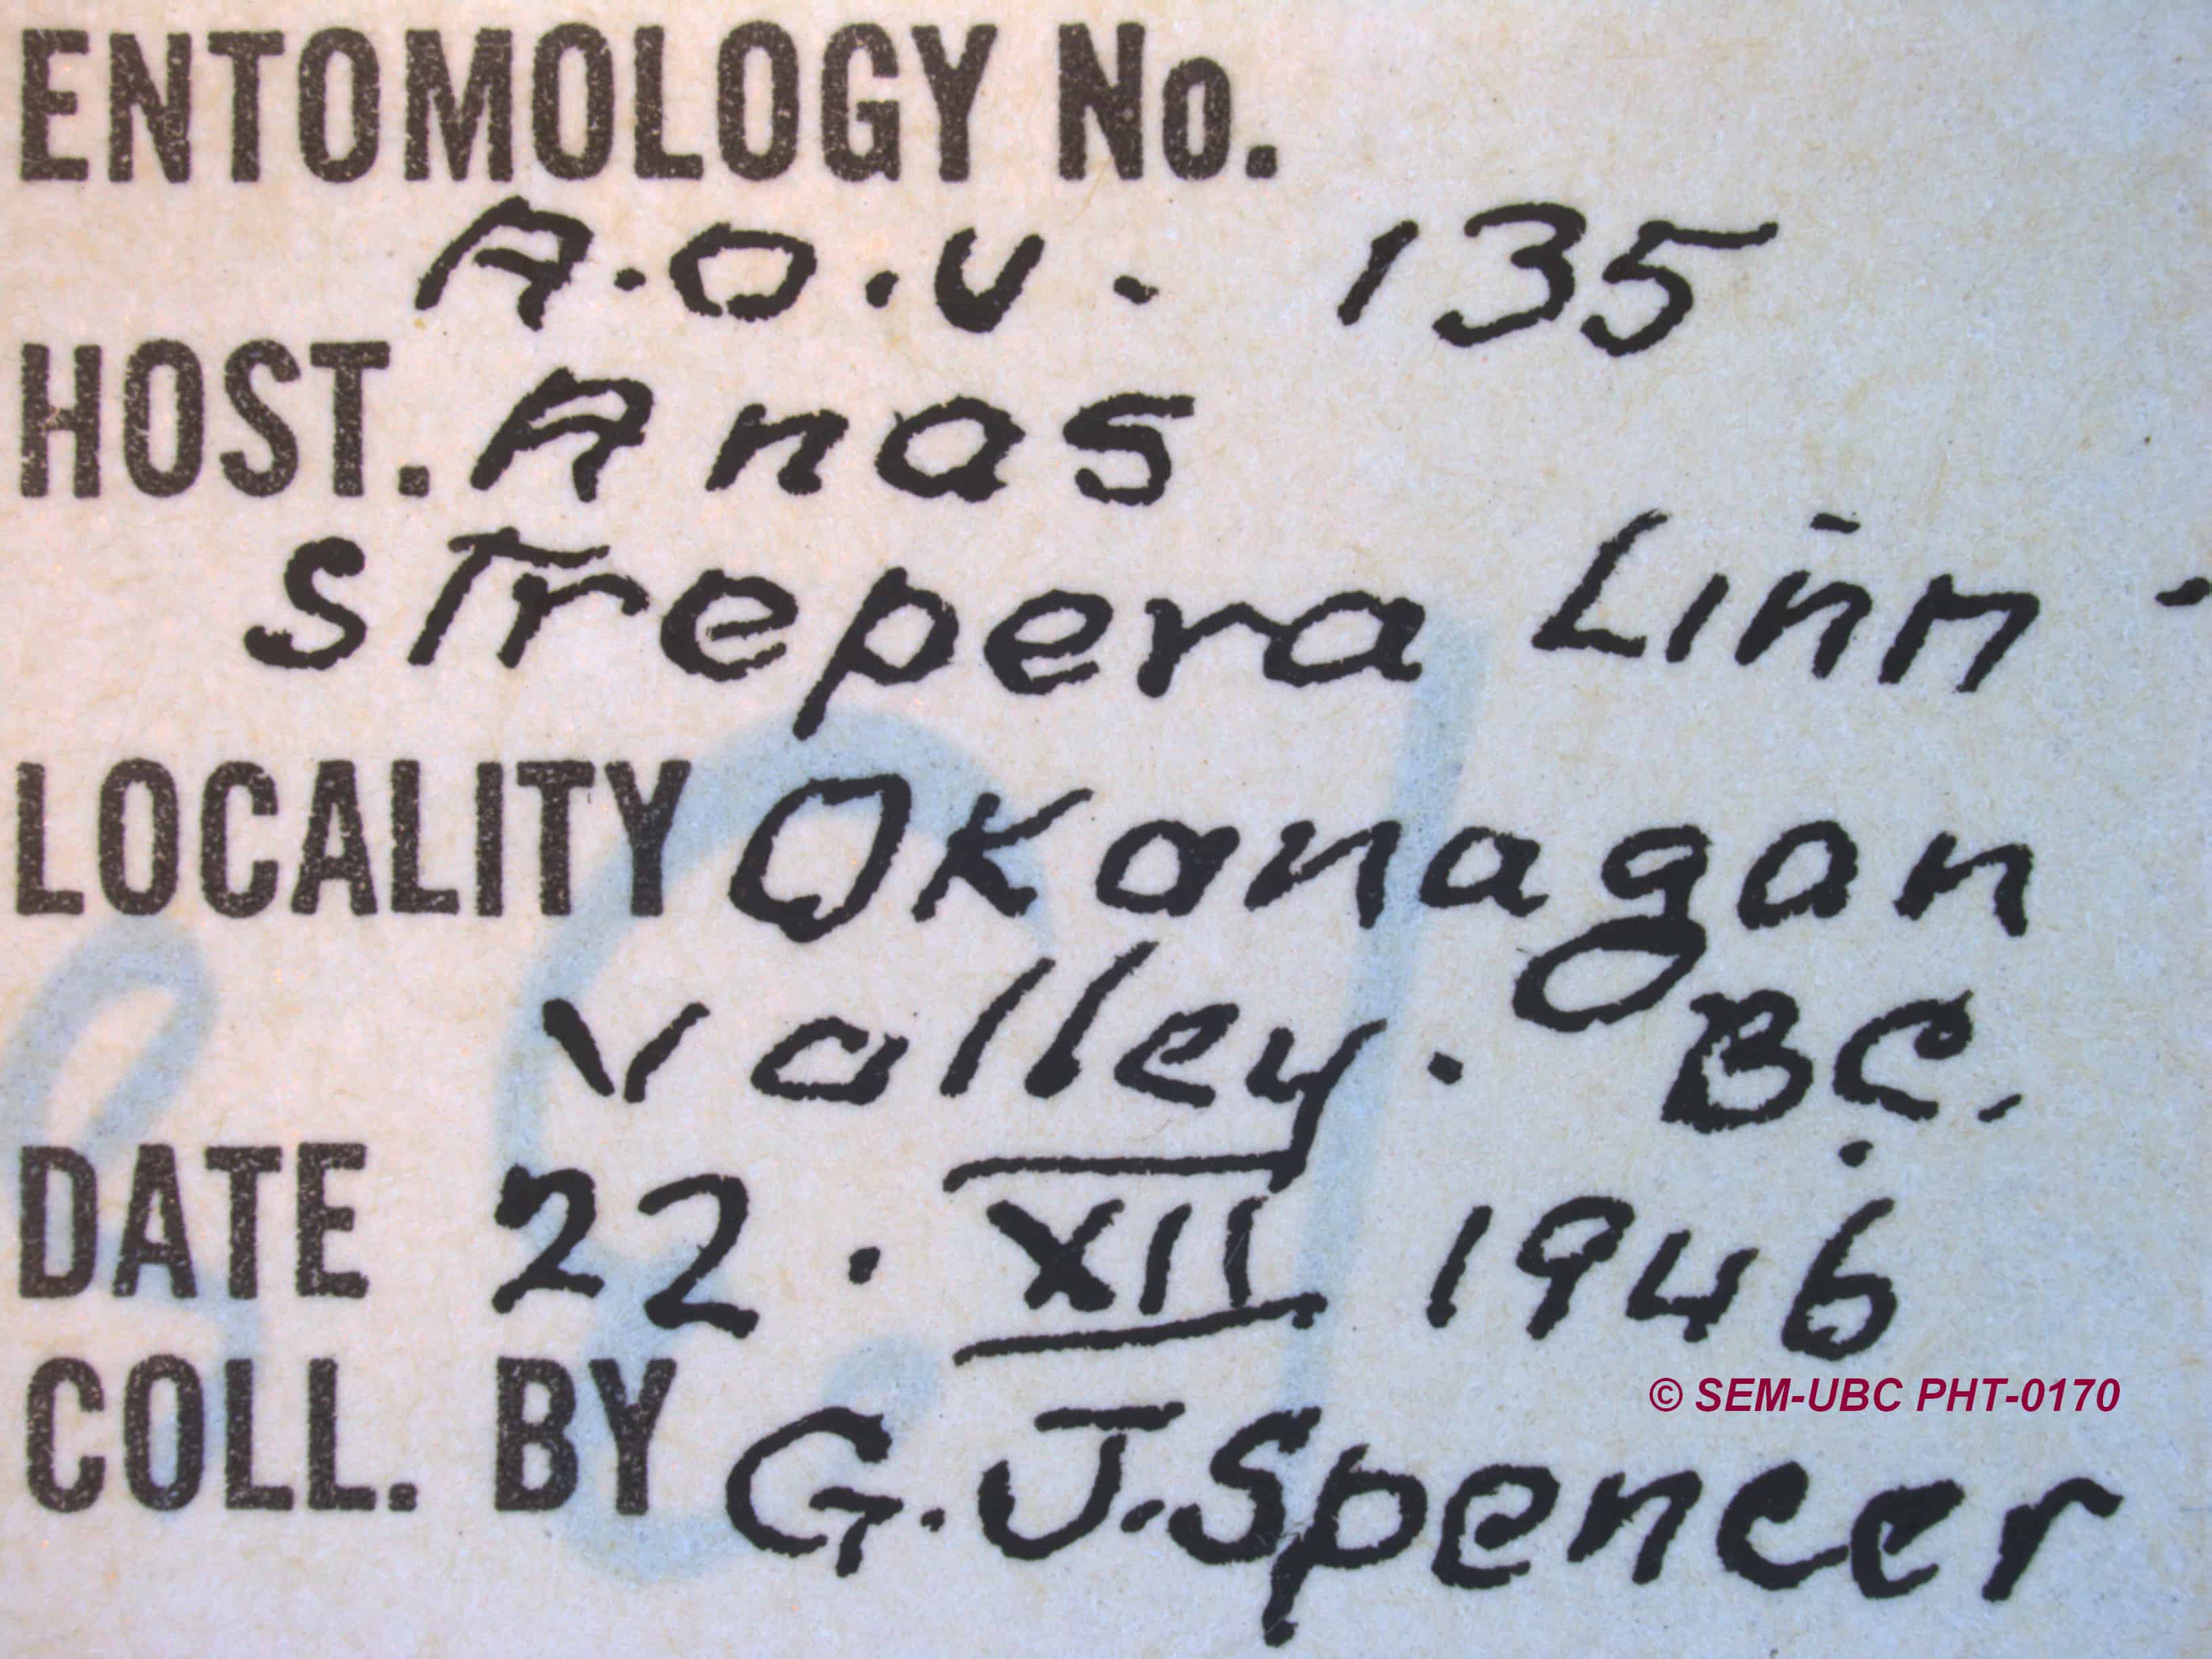 ENTOMOLOGY No.
A.O.U. 135
HOST. Anas
strepera Linn.
LOCALITY Okanagan
Valley. B.C.
DATE 22. XII 1946
© SEM-UBC PHT-0170
COLL. BY G.J.Spencer